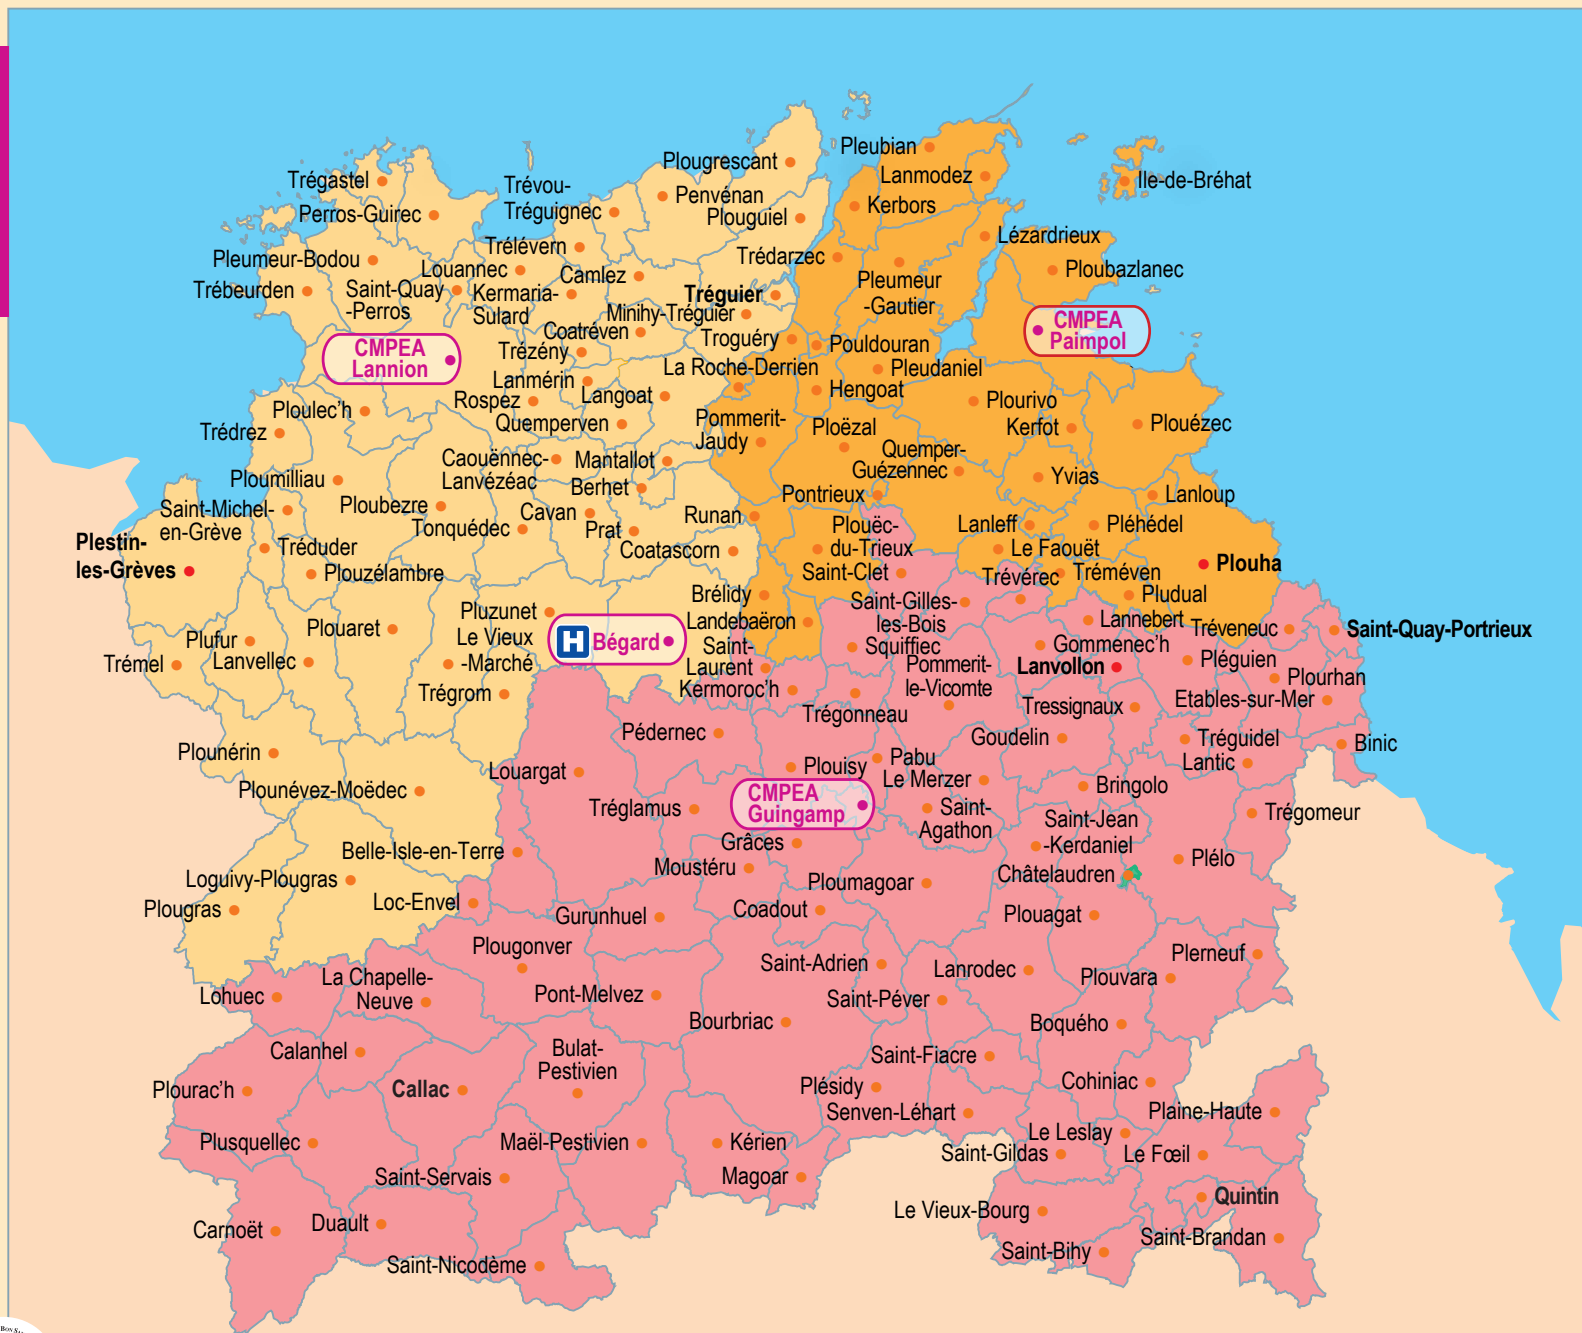 Pleubian
Plougrescant
Lanmodez
Trégastel
Trévou-
Tréguignec
Penvénan
Ile-de-Bréhat
Kerbors
Perros-Guirec
Plouguiel
Lézardrieux
Trélévern
Pleumeur-Bodou
Louannec
Camlez
Trédarzec
Pleumeur
-Gautier
Ploubazlanec
Trébeurden
Saint-Quay
-Perros
Kermaria-
Sulard
Tréguier
Minihy-Tréguier
Coatréven
Troguéry
Pouldouran
CMPEA
Paimpol
CMPEA
Lannion
Trézény
La Roche-Derrien
Pleudaniel
Lanmérin
Hengoat
Rospez
Langoat
Plourivo
Ploulec'h
Quemperven
Pommerit-
Jaudy
Ploëzal
Kerfot
Plouézec
Trédrez
Quemper-
Guézennec
Caouënnec-
Lanvézéac
Mantallot
Ploumilliau
Berhet
Yvias
Pontrieux
Lanloup
Saint-Michel-
en-Grève
Ploubezre
Cavan
Runan
Tonquédec
Prat
Plouëc-
du-Trieux
Lanleff
Pléhédel
Plestin-
les-Grèves
Tréduder
Coatascorn
Le Faouët
Plouha
Plouzélambre
Saint-Clet
Trévérec
Tréméven
Brélidy
Pludual
Pluzunet
Saint-Gilles-
les-Bois
Landebaëron
Lannebert
Plouaret
Le Vieux
-Marché
H Bégard
Saint-
Laurent
Squiffiec
Gommenec'h
Tréveneuc
Saint-Quay-Portrieux
Plufur
Lanvellec
Trémel
Pommerit-
le-Vicomte
Lanvollon
Pléguien
Plourhan
Trégrom
Kermoroc'h
Trégonneau
Tressignaux
Etables-sur-Mer
Pédernec
Goudelin
Tréguidel
Binic
Plounérin
Louargat
Plouisy
Pabu
Le Merzer
Lantic
Plounévez-Moëdec
Tréglamus
CMPEA
Guingamp
Saint-
Agathon
Bringolo
Trégomeur
Saint-Jean
-Kerdaniel
Belle-Isle-en-Terre
Grâces
Plélo
Moustéru
Châtelaudren
Loguivy-Plougras
Ploumagoar
Plougras
Loc-Envel
Gurunhuel
Coadout
Plouagat
Plougonver
Plerneuf
Saint-Adrien
Lanrodec
Plouvara
La Chapelle-
Neuve
Lohuec
Pont-Melvez
Saint-Péver
Bourbriac
Boquého
Calanhel
Bulat-
Pestivien
Saint-Fiacre
Plourac'h
Callac
Plésidy
Cohiniac
Senven-Léhart
Plaine-Haute
Plusquellec
Maël-Pestivien
Kérien
Le Leslay
Saint-Gildas
Le Fœil
Saint-Servais
Magoar
Quintin
Carnoët
Duault
Le Vieux-Bourg
Saint-Bihy
Saint-Brandan
Saint-Nicodème